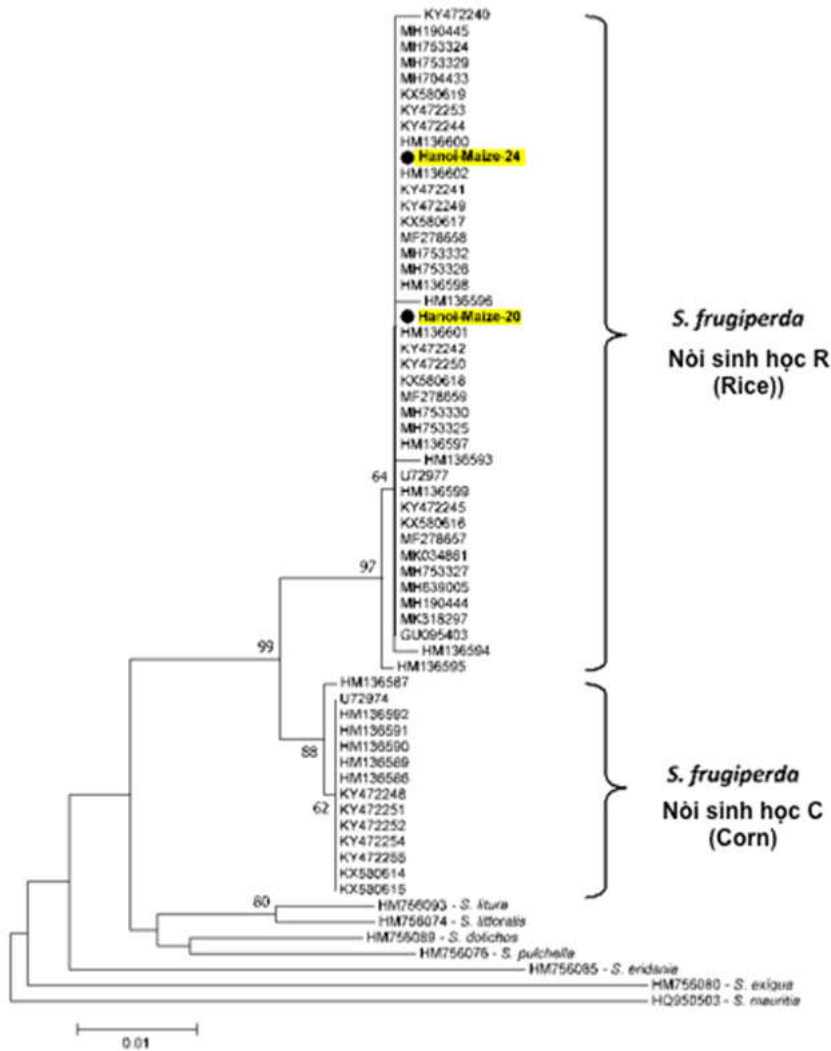 KY472240
MH190445
MH753324
MH753329
MH704433
KX580619
KY472253
KY472244
HM136600
Hanoi-Maize-24
HM136602
KY472241
KY472249
KX580617
MF278658
MH753332
MH753326
HM136598
HM136596
Hanoi-Maize-20
HM136601
KY472242
KY472250
KX580618
MF278659
MH753330
MH753325
HM136597
HM136593
64
U72977
HM136599
KY472245
KX580616
MF278657
MK034861
97
MH753327
MH639005
MH190444
MK318297
GU095403
99
HM136594
HM136595
S. frugiperda
Nòi sinh học R
(Rice))
HM136587
U72974
HM136592
HM136591
88
HM136590
HM136589
HM136586
KY472248
62
KY472251
KY472252
KY472254
KY472255
KX580614
KX580615
S. frugiperda
Nòi sinh học C
(Corn)
80
HM756093 - S. litura
HM756074 - S. littoralis
HM756089 - S. dolichos
HM756076 - S. pulchella
HM756085 - S. eridania
HM756080 - S. exigua
HQ950503 - S. mauritia
0.01